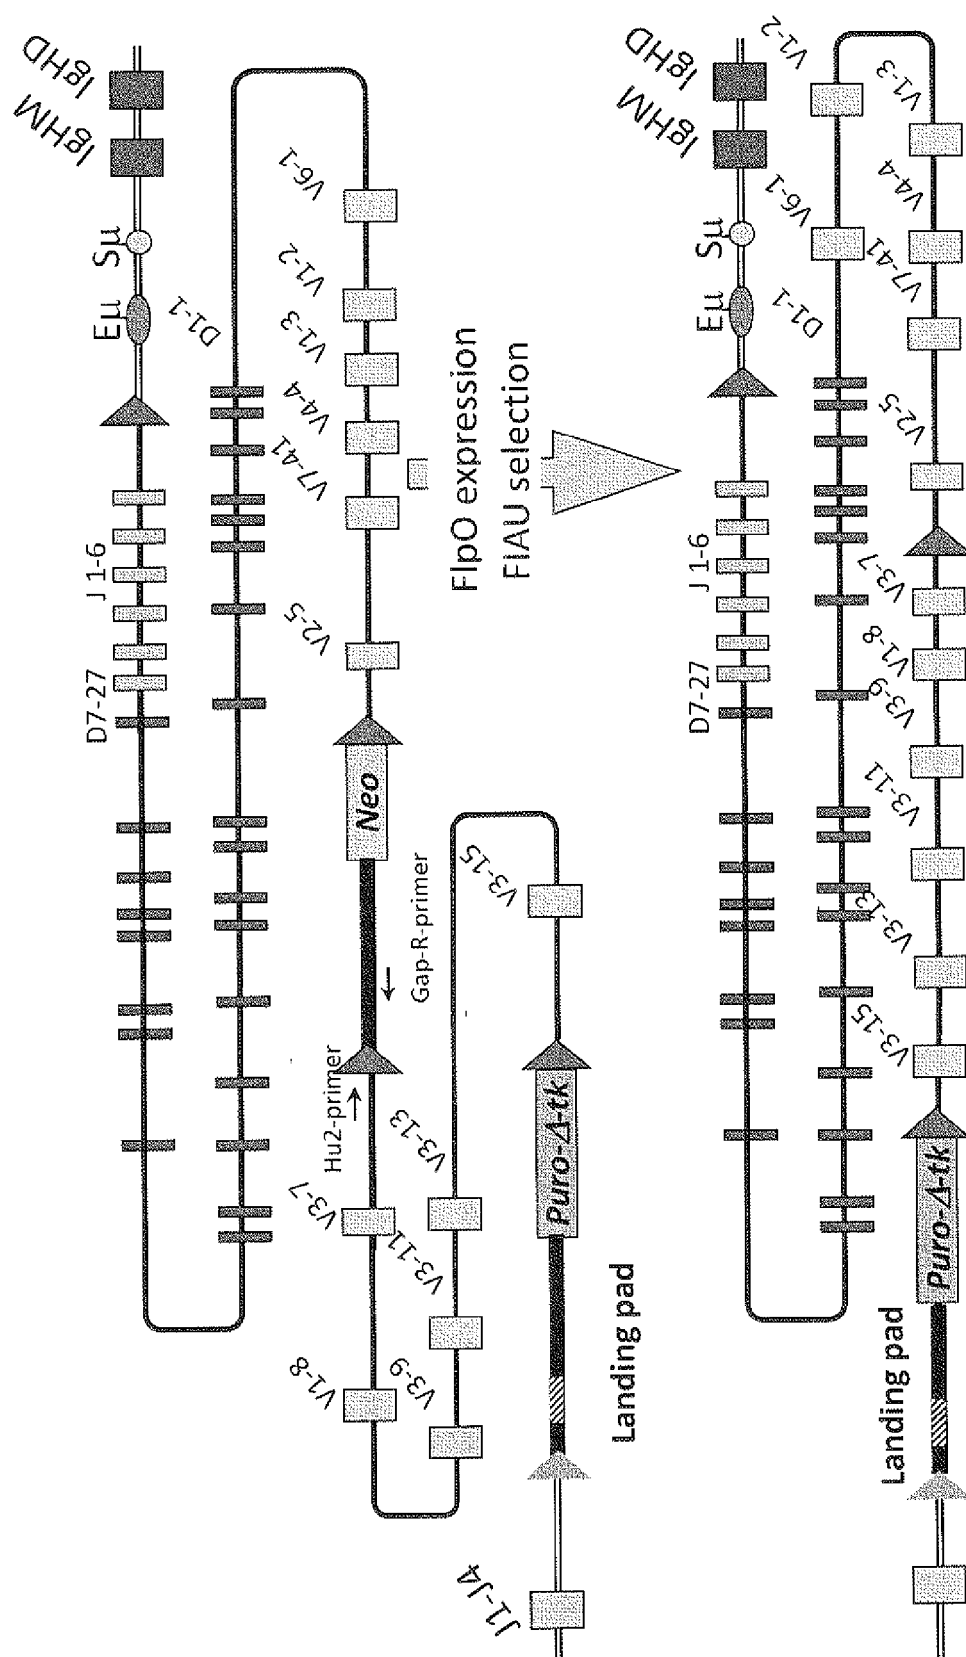 IgHD
IgHM
Sμ
Eμ
J 1-6
D7-27
D1-1
V6-1
V1-2
V1-3
V4-4
V7-41
V2-5
Neo
Gap-R-primer
Hu2-primer
V3-7
V1-8
V3-9
V3-11
V3-13
V3-15
Puro-Δ-tk
Landing pad
J1-J4
FlpO expression
FIAU selection
IgHD
IgHM
Sμ
Eμ
J 1-6
D7-27
D1-1
V6-1
V1-2
V1-3
V4-4
V7-41
V2-5
V3-7
V1-8
V3-9
V3-11
V3-13
V3-15
Puro-Δ-tk
Landing pad